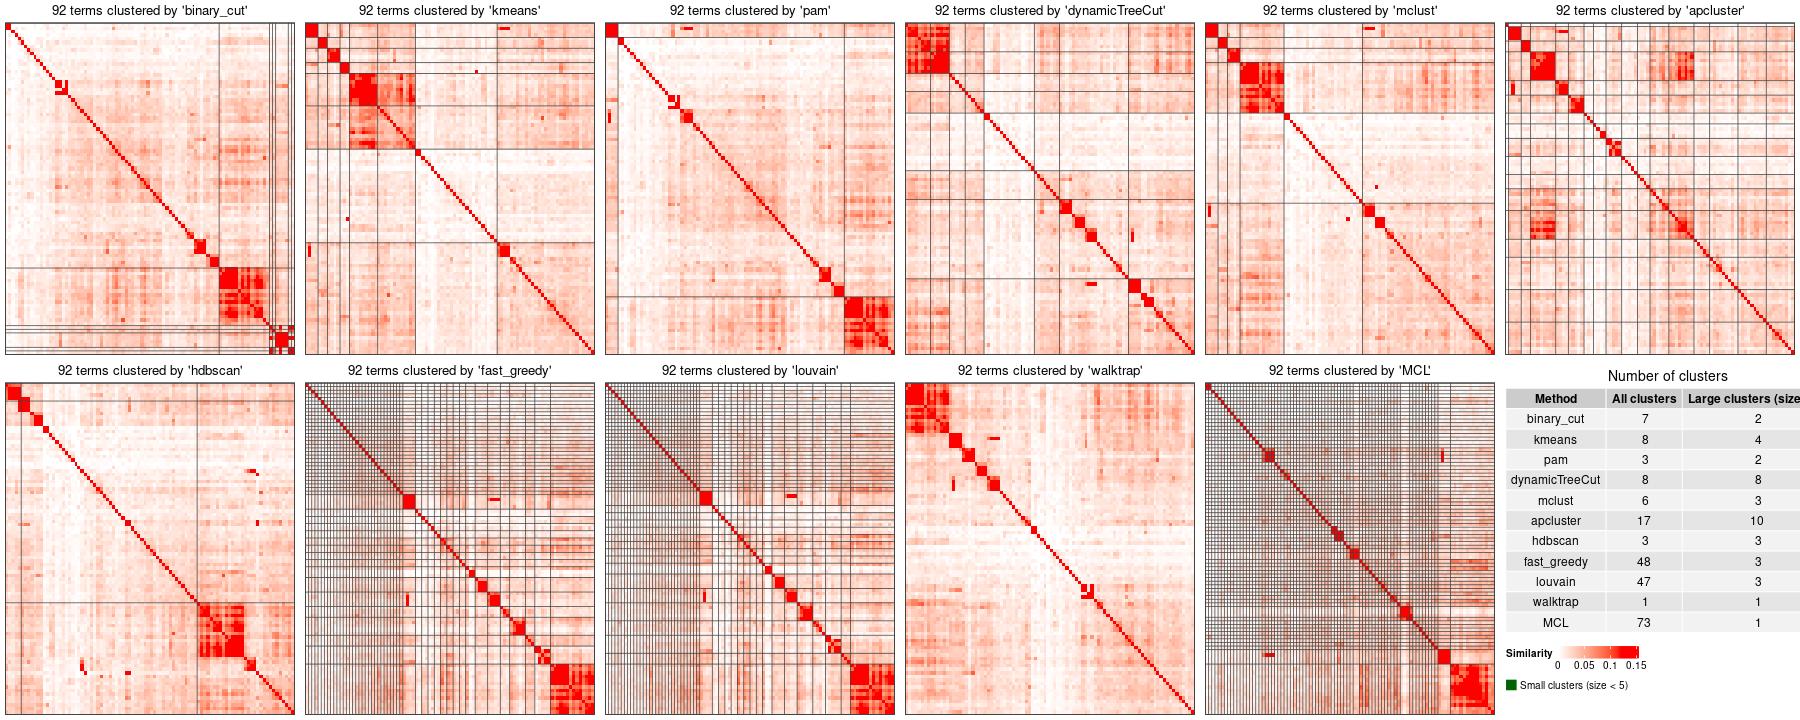 92 terms clustered by 'binary_cut'
92 terms clustered by 'kmeans'
92 terms clustered by 'pam'
92 terms clustered by 'dynamicTreeCut'
92 terms clustered by 'mclust'
92 terms clustered by 'apcluster'
92 terms clustered by 'hdbscan'
92 terms clustered by 'fast_greedy'
92 terms clustered by 'louvain'
92 terms clustered by 'walktrap'
92 terms clustered by 'MCL'
Number of clusters
Method All clusters Large clusters (size
binary_cut 7 2
kmeans 8 4
pam 3 2
dynamicTreeCut 8 8
mclust 6 3
apcluster 17 10
hdbscan 3 3
fast_greedy 48 3
louvain 47 3
walktrap 1 1
MCL 73 1
Similarity
0 0.05 0.1 0.15
Small clusters (size < 5)